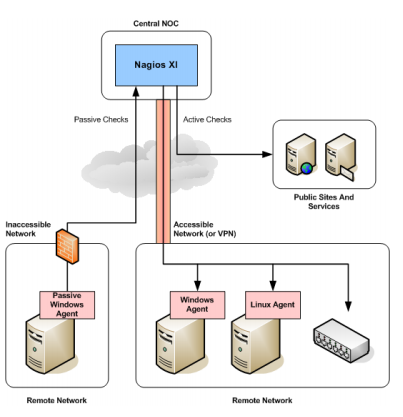 Central NOC
Nagios XI
Passive Checks
Active Checks
Public Sites And
Services
Inaccessible
Network
Accessible
Network (or VPN)
Passive
Windows
Agent
Windows
Agent
Linux Agent
Remote Network
Remote Network